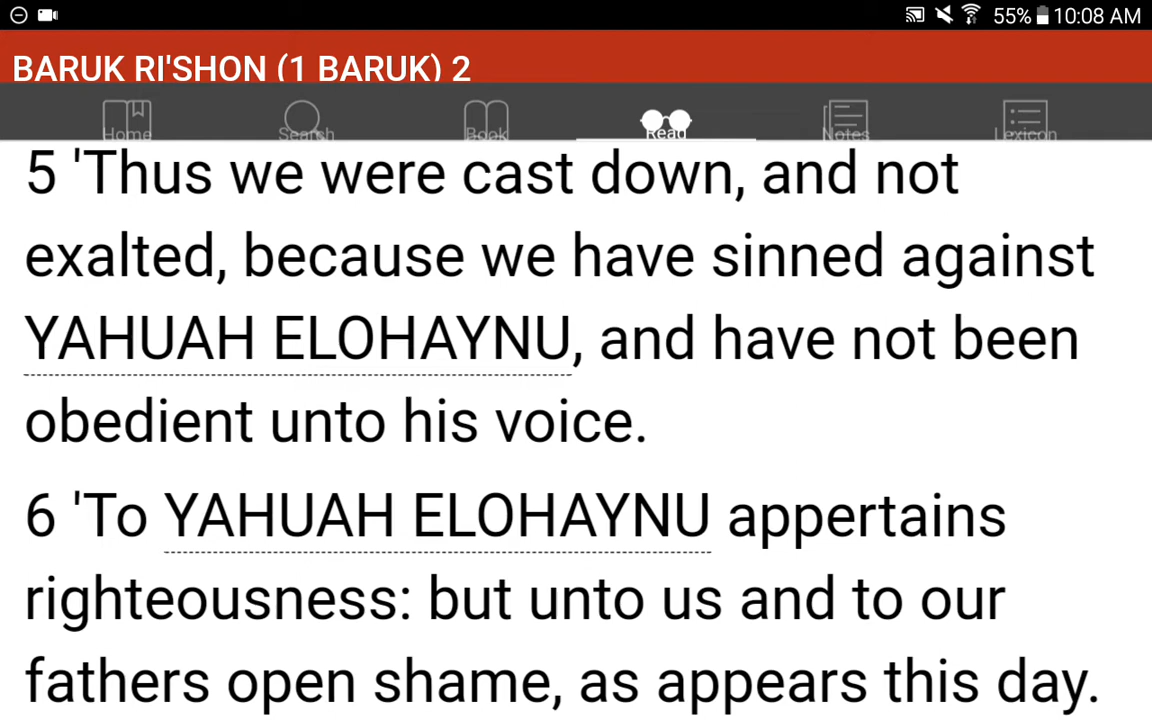 55% 10:08 AM
BARUK RI'SHON (1 BARUK) 2
Home Search Book Read Notes Lexicon
5 'Thus we were cast down, and not
exalted, because we have sinned against
YAHUAH ELOHAYNU, and have not been
obedient unto his voice.
6 'To YAHUAH ELOHAYNU appertains
righteousness: but unto us and to our
fathers open shame, as appears this day.